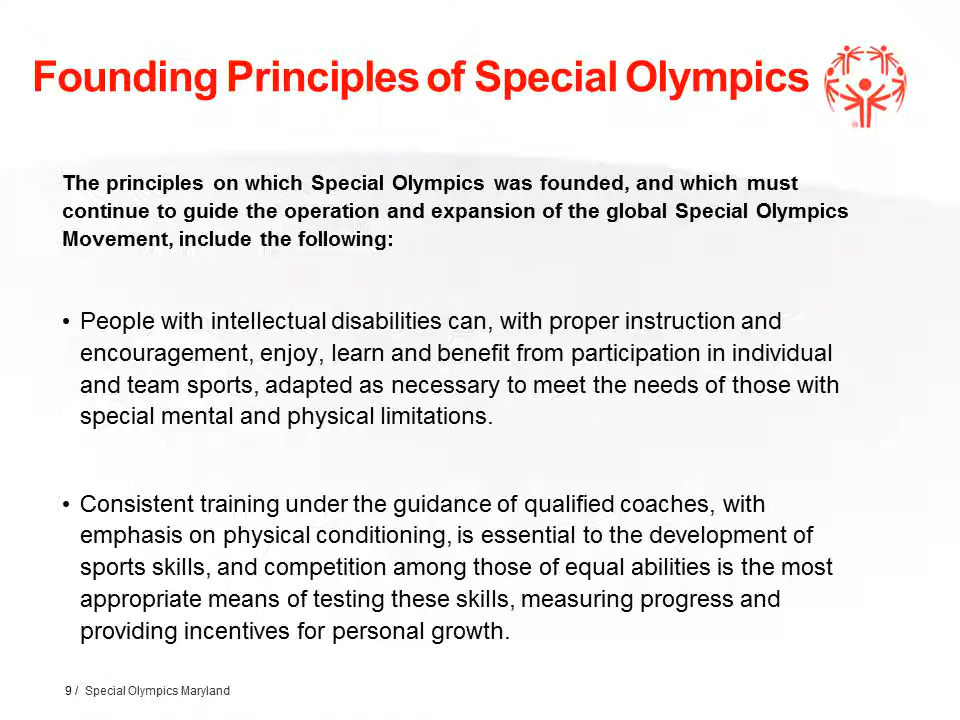 Founding Principles of Special Olympics
The principles on which Special Olympics was founded, and which must
continue to guide the operation and expansion of the global Special Olympics
Movement, include the following:
• People with intellectual disabilities can, with proper instruction and
encouragement, enjoy, learn and benefit from participation in individual
and team sports, adapted as necessary to meet the needs of those with
special mental and physical limitations.
• Consistent training under the guidance of qualified coaches, with
emphasis on physical conditioning, is essential to the development of
sports skills, and competition among those of equal abilities is the most
appropriate means of testing these skills, measuring progress and
providing incentives for personal growth.
9 / Special Olympics Maryland